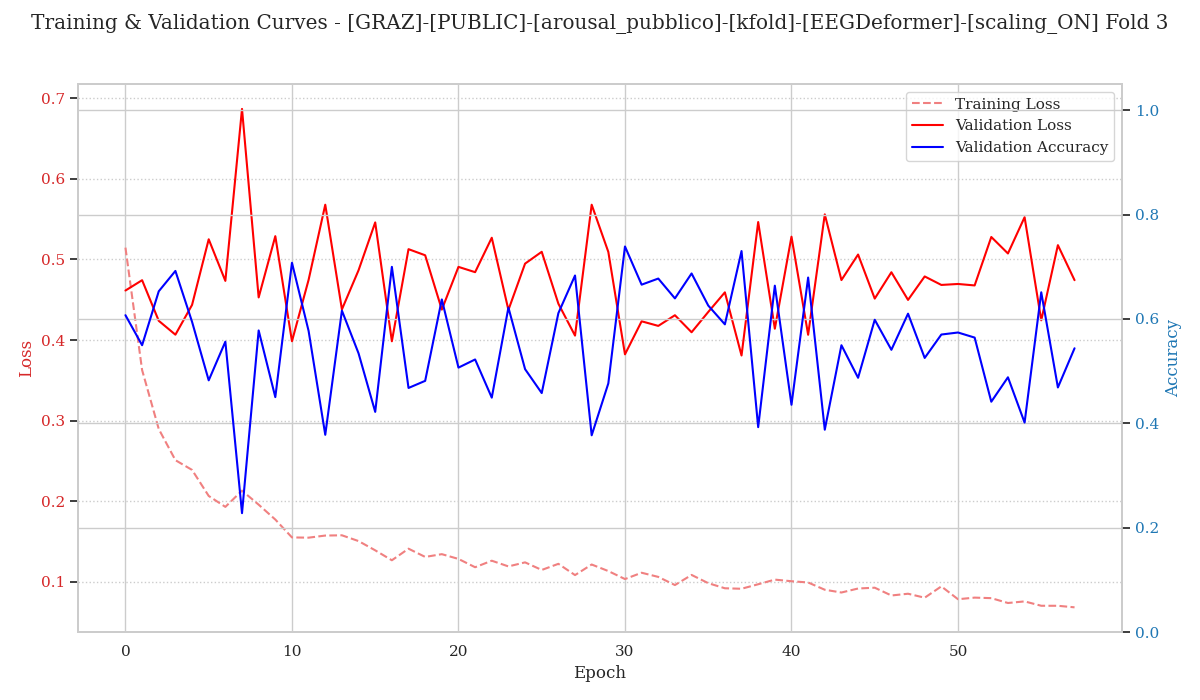 Training & Validation Curves - [GRAZ]-[PUBLIC]-[arousal_pubblico]-[kfold]-[EEGDeformer]-[scaling_ON] Fold 3
Training Loss
Validation Loss
Validation Accuracy
0.7
0.6
0.5
0.4
0.3
0.2
0.1
Loss
1.0
0.8
0.6
0.4
0.2
0.0
Accuracy
0
10
20
30
40
50
Epoch